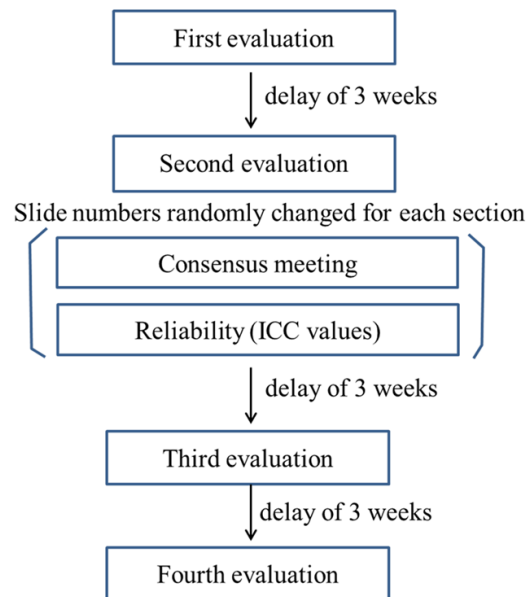 First evaluation
delay of 3 weeks
Second evaluation
Slide numbers randomly changed for each section
Consensus meeting
Reliability (ICC values)
delay of 3 weeks
Third evaluation
delay of 3 weeks
Fourth evaluation